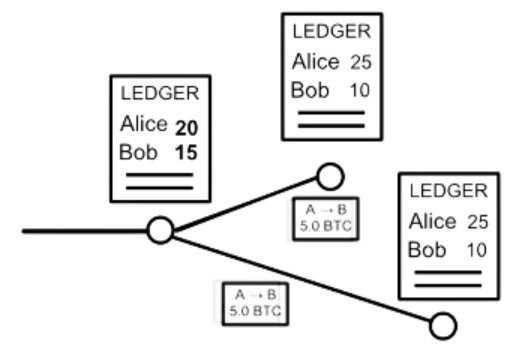 LEDGER
Alice 25
Bob 10
LEDGER
Alice 20
Bob 15
LEDGER
Alice 25
Bob 10
A → B
5.0 BTC
A → B
5.0 BTC